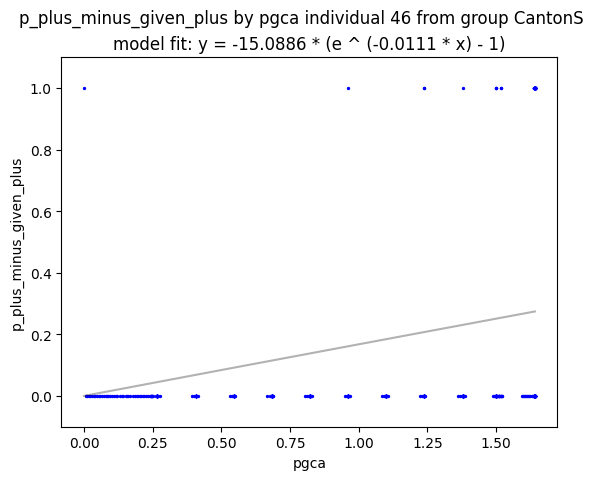 p_plus_minus_given_plus by pgca individual 46 from group CantonS
model fit: y = -15.0886 * (e ^ (-0.0111 * x) - 1)
p_plus_minus_given_plus
1.0
0.8
0.6
0.4
0.2
0.0
0.00 0.25 0.50 0.75 1.00 1.25 1.50
pgca